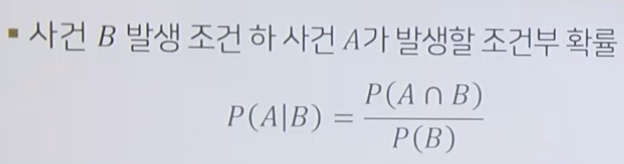 ▪ 사건 B 발생 조건 하 사건 A가 발생할 조건부 확률
P(A|B) = P(A ∩ B) / P(B)